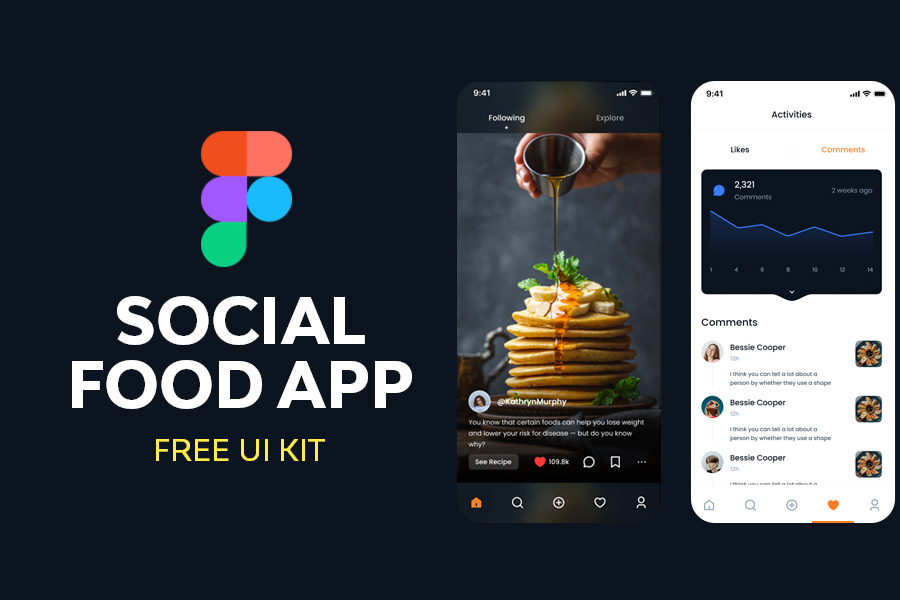 SOCIAL
FOOD APP
FREE UI KIT
9:41
Following
Explore
@KathrynMurphy
You know that certain foods can help you lose weight
and lower your risk for disease — but do you know
why?
See Recipe
109.8k
9:41
Activities
Likes
Comments
2,321
Comments
2 weeks ago
1 4 6 8 10 12 14
Comments
Bessie Cooper
12h
I think you can tell a lot about a
person by whether they use a shape
Bessie Cooper
12h
I think you can tell a lot about a
person by whether they use a shape
Bessie Cooper
12h
I think you can tell a lot about a